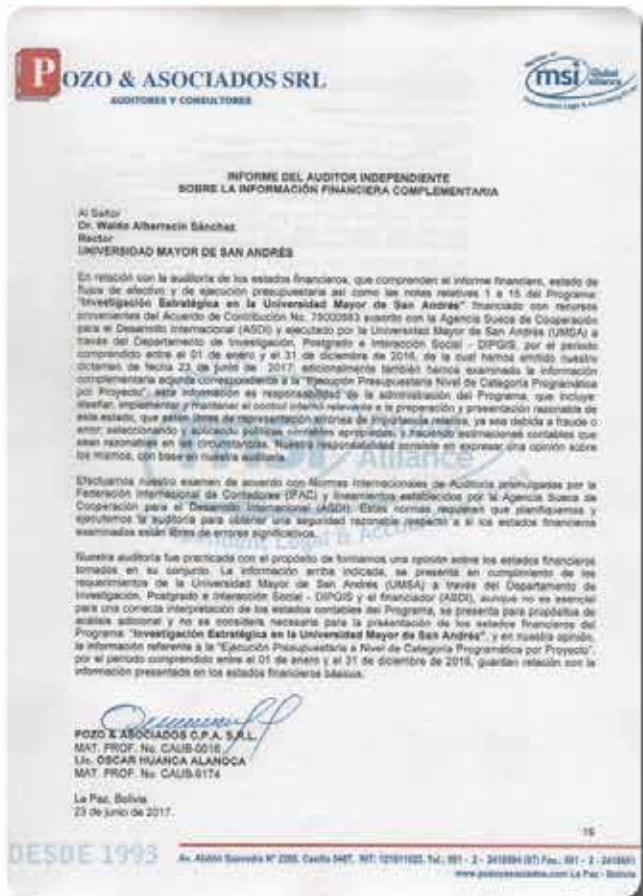 POZO & ASOCIADOS SRL
AUDITORES Y CONSULTORES
msi Global Alliance
INFORME DEL AUDITOR INDEPENDIENTE
SOBRE LA INFORMACIÓN FINANCIERA COMPLEMENTARIA
Al Señor
Dr. Waldo Albarracín Sánchez
Rector
UNIVERSIDAD MAYOR DE SAN ANDRÉS
En relación con la auditoría de los estados financieros, que comprenden el informe financiero, estado de
flujos de efectivo y de ejecución presupuestaria así como las notas relativas 1 a 15 del Programa:
"Investigación Estratégica en la Universidad Mayor de San Andrés" financiado con recursos
provenientes del Acuerdo de Contribución No. 75000553 suscrito con la Agencia Sueca de Cooperación
para el Desarrollo Internacional (ASDI) y ejecutado por la Universidad Mayor de San Andrés (UMSA) a
través del Departamento de Investigación, Postgrado e Interacción Social - DIPGIS, por el periodo
comprendido entre el 01 de enero y el 31 de diciembre de 2016, de la cual hemos emitido nuestro
dictamen de fecha 23 de junio de 2017, adicionalmente también hemos examinado la información
complementaria adjunta correspondiente a la "Ejecución Presupuestaria Nivel de Categoría Programática
por Proyecto", esta información es responsabilidad de la administración del Programa, que incluye:
diseñar, implementar y mantener el control interno relevante a la preparación y presentación razonable de
este estado, que estén libres de representación errónea de importancia relativa, ya sea debida a fraude o
error; seleccionando y aplicando políticas contables apropiadas, y haciendo estimaciones contables que
sean razonables en las circunstancias. Nuestra responsabilidad consiste en expresar una opinión sobre
los mismos, con base en nuestra auditoría.
Efectuamos nuestro examen de acuerdo con Normas Internacionales de Auditoría promulgadas por la
Federación Internacional de Contadores (IFAC) y lineamientos establecidos por la Agencia Sueca de
Cooperación para el Desarrollo Internacional (ASDI). Estas normas requieren que planifiquemos y
ejecutemos la auditoría para obtener una seguridad razonable respecto a si los estados financieros
examinados están libres de errores significativos.
Nuestra auditoría fue practicada con el propósito de formarnos una opinión sobre los estados financieros
tomados en su conjunto. La información arriba indicada, se presenta en cumplimiento de los
requerimientos de la Universidad Mayor de San Andrés (UMSA) a través del Departamento de
Investigación, Postgrado e Interacción Social - DIPGIS y el financiador (ASDI), aunque no es esencial
para una correcta interpretación de los estados contables del Programa, se presenta para propósitos de
análisis adicional y no se considera necesaria para la presentación de los estados financieros del
Programa: "Investigación Estratégica en la Universidad Mayor de San Andrés", y en nuestra opinión,
la información referente a la "Ejecución Presupuestaria a Nivel de Categoría Programática por Proyecto",
por el periodo comprendido entre el 01 de enero y el 31 de diciembre de 2016, guardan relación con la
información presentada en los estados financieros básicos.
POZO & ASOCIADOS C.P.A. S.R.L.
MAT. PROF. No. CAUB-0016
Lic. OSCAR HUANCA ALANOCA
MAT. PROF. No. CAUB-9174
La Paz, Bolivia
23 de junio de 2017.
DESDE 1993
www.pozoyasociados.com La Paz - Bolivia